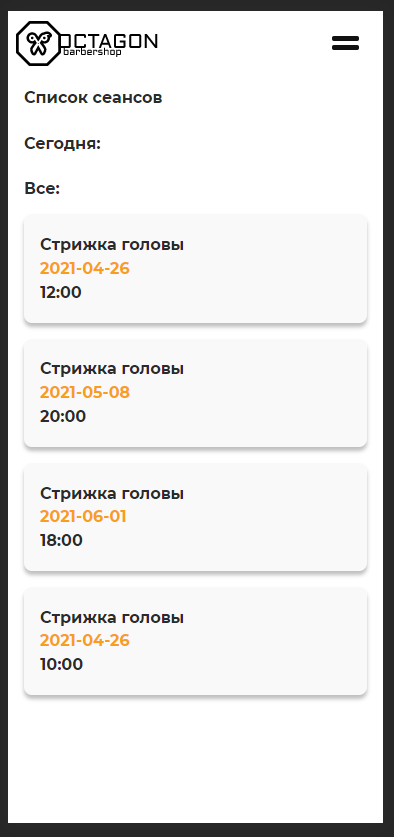 OCTAGON
barbershop
Список сеансов
Сегодня:
Все:
Стрижка головы
2021-04-26
12:00
Стрижка головы
2021-05-08
20:00
Стрижка головы
2021-06-01
18:00
Стрижка головы
2021-04-26
10:00